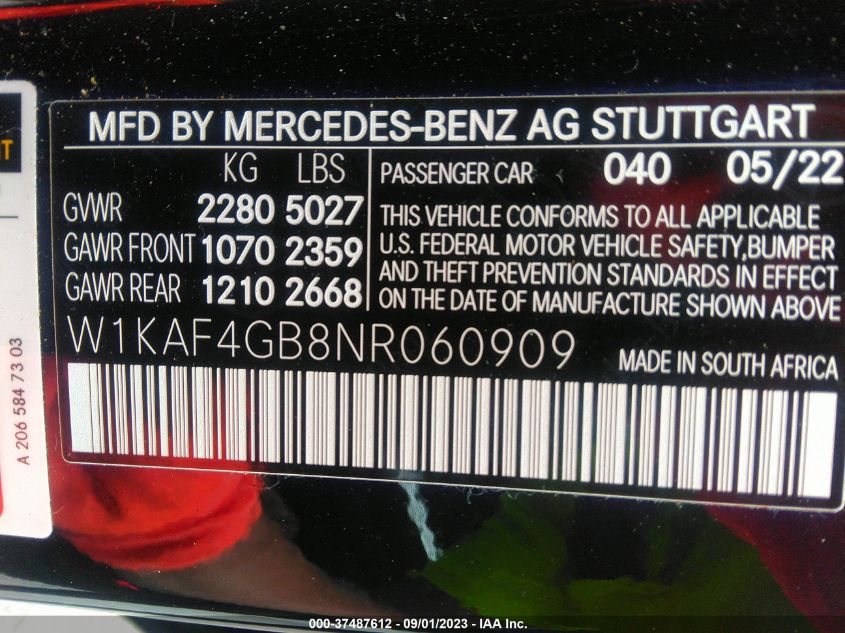 MFD BY MERCEDES-BENZ AG STUTTGART
KG LBS
GVWR 2280 5027
GAWR FRONT 1070 2359
GAWR REAR 1210 2668
PASSENGER CAR 040 05/22
THIS VEHICLE CONFORMS TO ALL APPLICABLE
U.S. FEDERAL MOTOR VEHICLE SAFETY, BUMPER
AND THEFT PREVENTION STANDARDS IN EFFECT
ON THE DATE OF MANUFACTURE SHOWN ABOVE
W1KAF4GB8NR060909
MADE IN SOUTH AFRICA
A 206 584 73 03
000-37487612 - 09/01/2023 - IAA Inc.